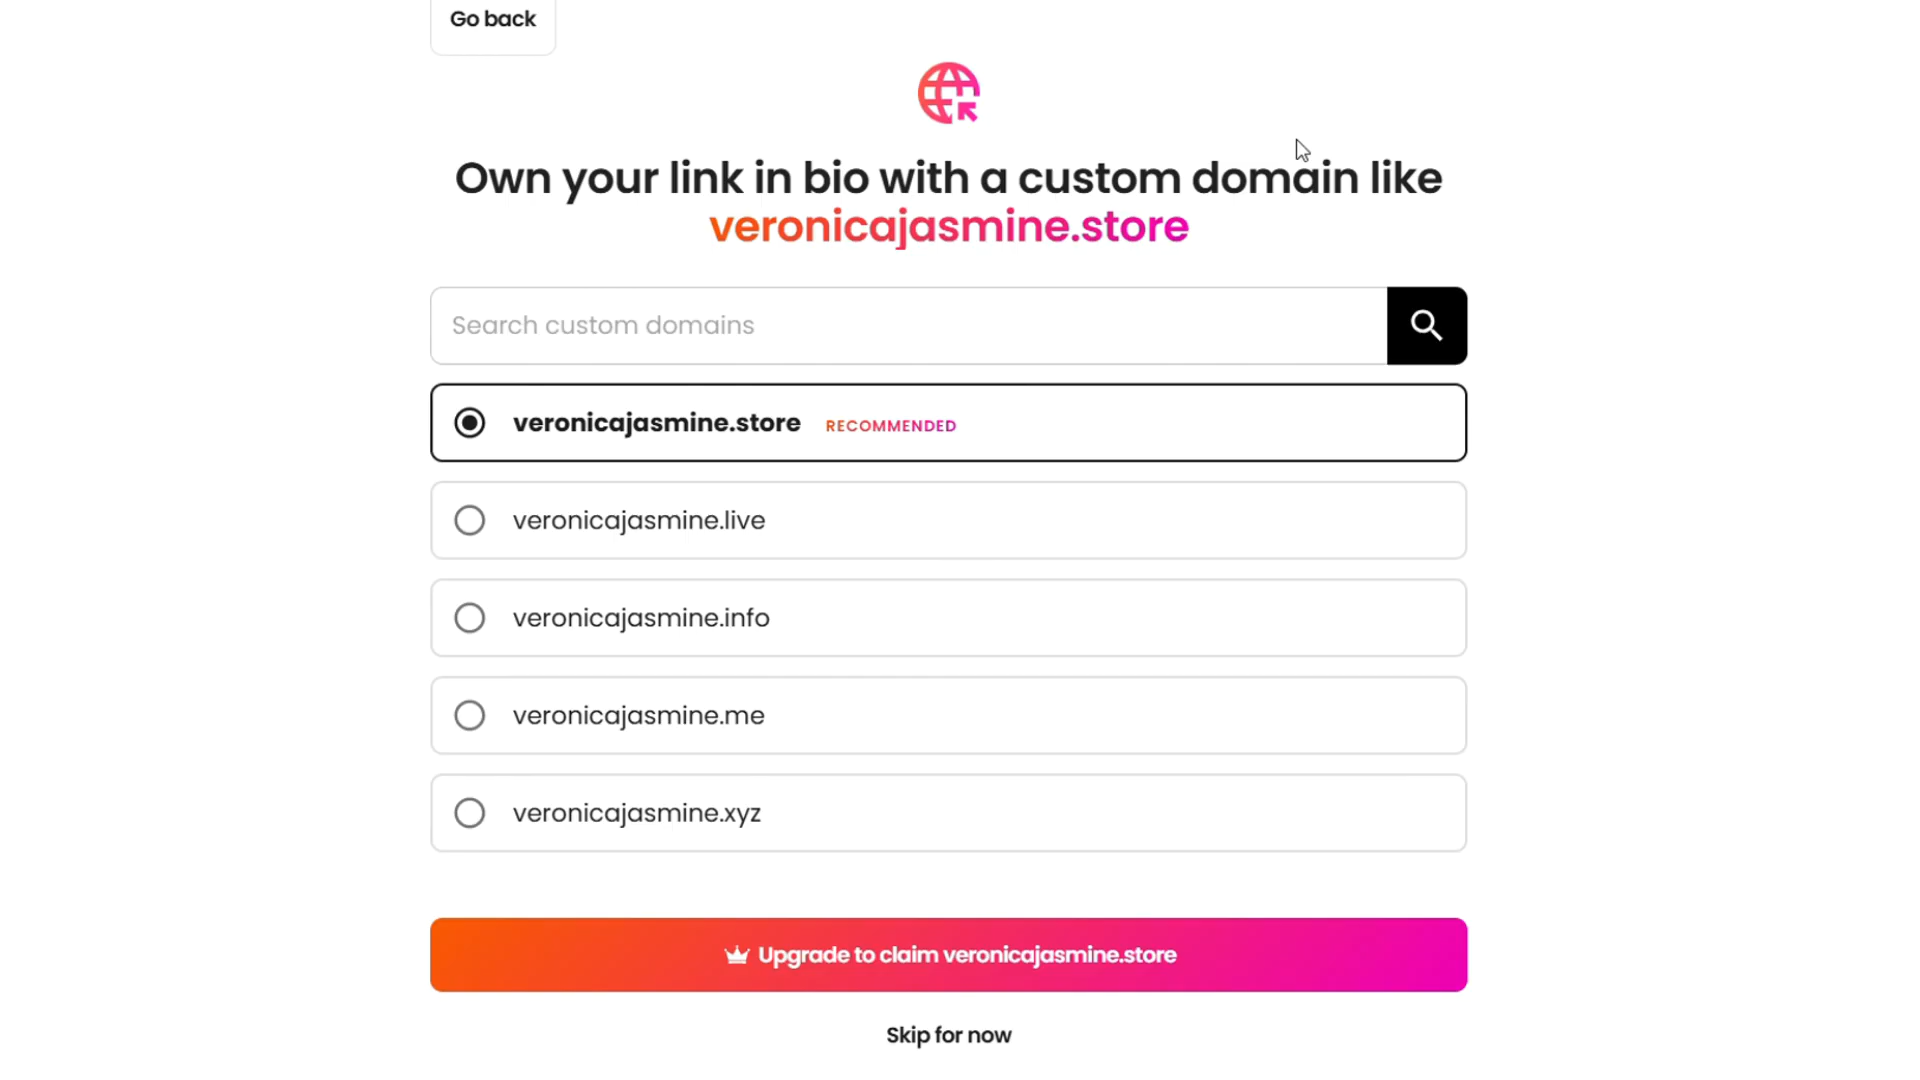 Go back
Own your link in bio with a custom domain like
veronicajasmine.store
Search custom domains
veronicajasmine.store RECOMMENDED
veronicajasmine.live
veronicajasmine.info
veronicajasmine.me
veronicajasmine.xyz
Upgrade to claim veronicajasmine.store
Skip for now